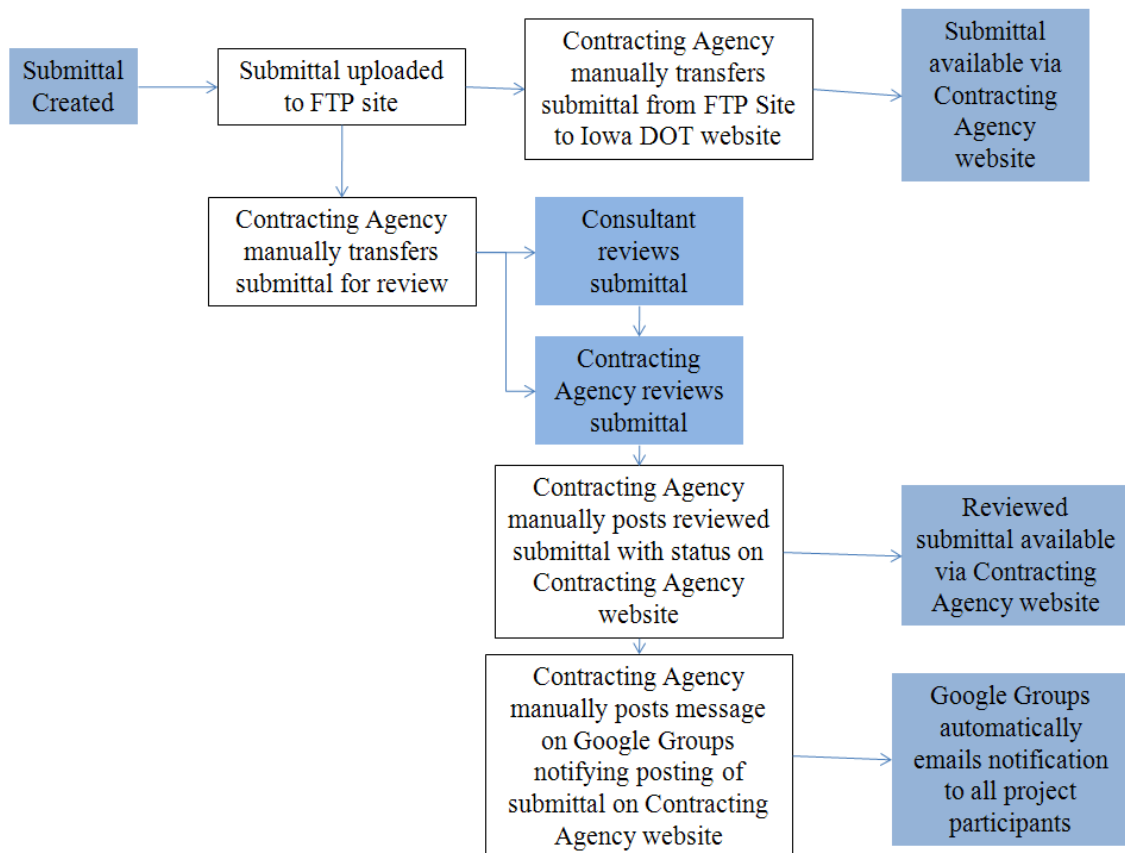 Submittal
Created
Submittal uploaded
to FTP site
Contracting Agency
manually transfers
submittal from FTP Site
to Iowa DOT website
Submittal
available via
Contracting
Agency
website
Contracting Agency
manually transfers
submittal for review
Consultant
reviews
submittal
Contracting
Agency reviews
submittal
Contracting Agency
manually posts reviewed
submittal with status on
Contracting Agency
website
Reviewed
submittal available
via Contracting
Agency website
Contracting Agency
manually posts message
on Google Groups
notifying posting of
submittal on Contracting
Agency website
Google Groups
automatically
emails notification
to all project
participants